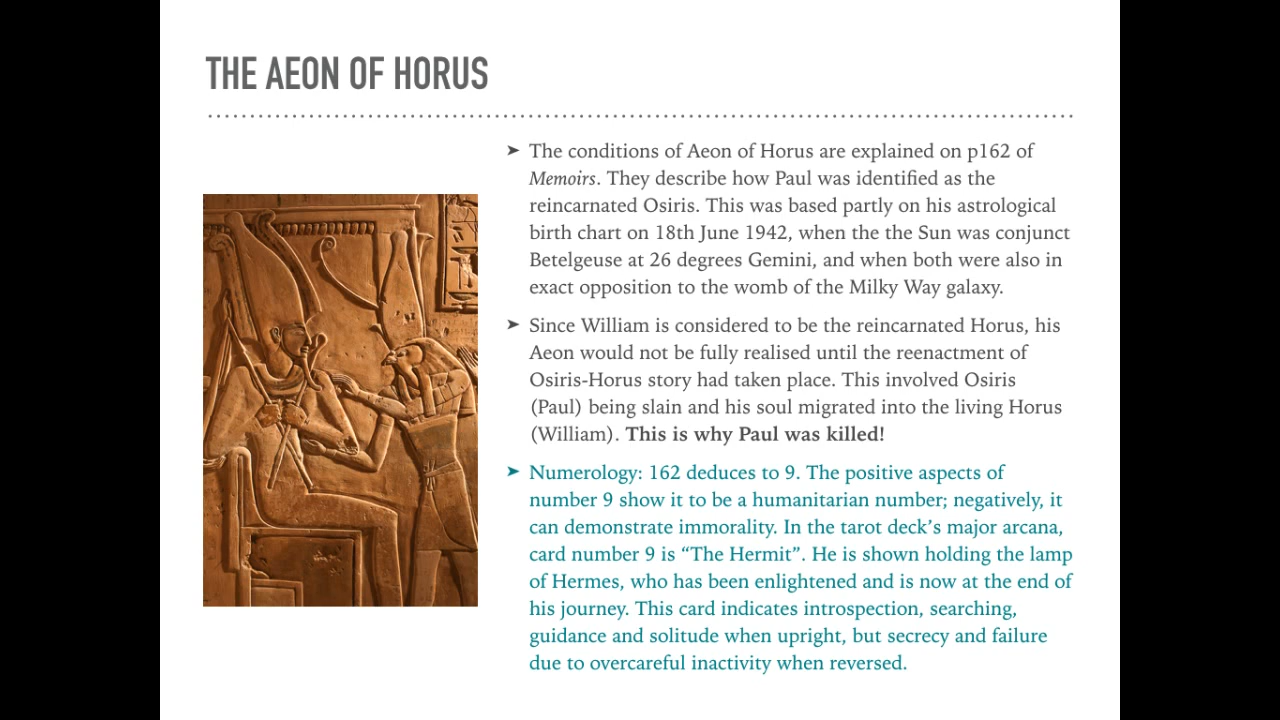 THE AEON OF HORUS
➤ The conditions of Aeon of Horus are explained on p162 of
Memoirs. They describe how Paul was identified as the
reincarnated Osiris. This was based partly on his astrological
birth chart on 18th June 1942, when the the Sun was conjunct
Betelgeuse at 26 degrees Gemini, and when both were also in
exact opposition to the womb of the Milky Way galaxy.
➤ Since William is considered to be the reincarnated Horus, his
Aeon would not be fully realised until the reenactment of
Osiris-Horus story had taken place. This involved Osiris
(Paul) being slain and his soul migrated into the living Horus
(William). This is why Paul was killed!
➤ Numerology: 162 deduces to 9. The positive aspects of
number 9 show it to be a humanitarian number; negatively, it
can demonstrate immorality. In the tarot deck’s major arcana,
card number 9 is “The Hermit”. He is shown holding the lamp
of Hermes, who has been enlightened and is now at the end of
his journey. This card indicates introspection, searching,
guidance and solitude when upright, but secrecy and failure
due to overcareful inactivity when reversed.